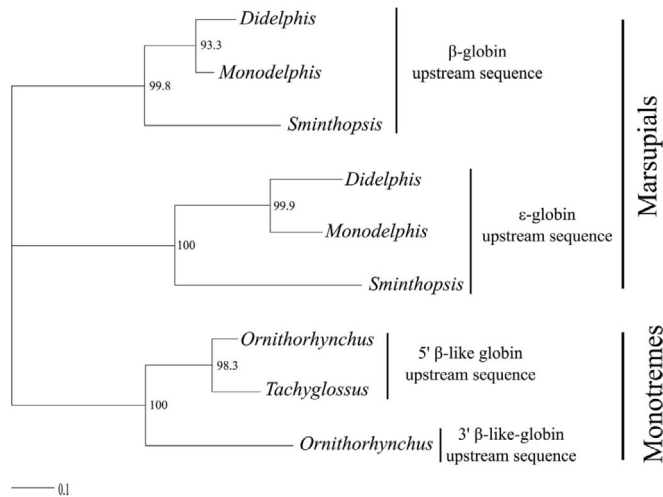 Didelphis
93.3
Monodelphis
99.8
Sminthopsis
β-globin
upstream sequence
Didelphis
99.9
Monodelphis
100
Sminthopsis
ε-globin
upstream sequence
Marsupials
Ornithorhynchus
98.3
Tachyglossus
5' β-like globin
upstream sequence
100
Ornithorhynchus
3' β-like-globin
upstream sequence
Monotremes
0.1